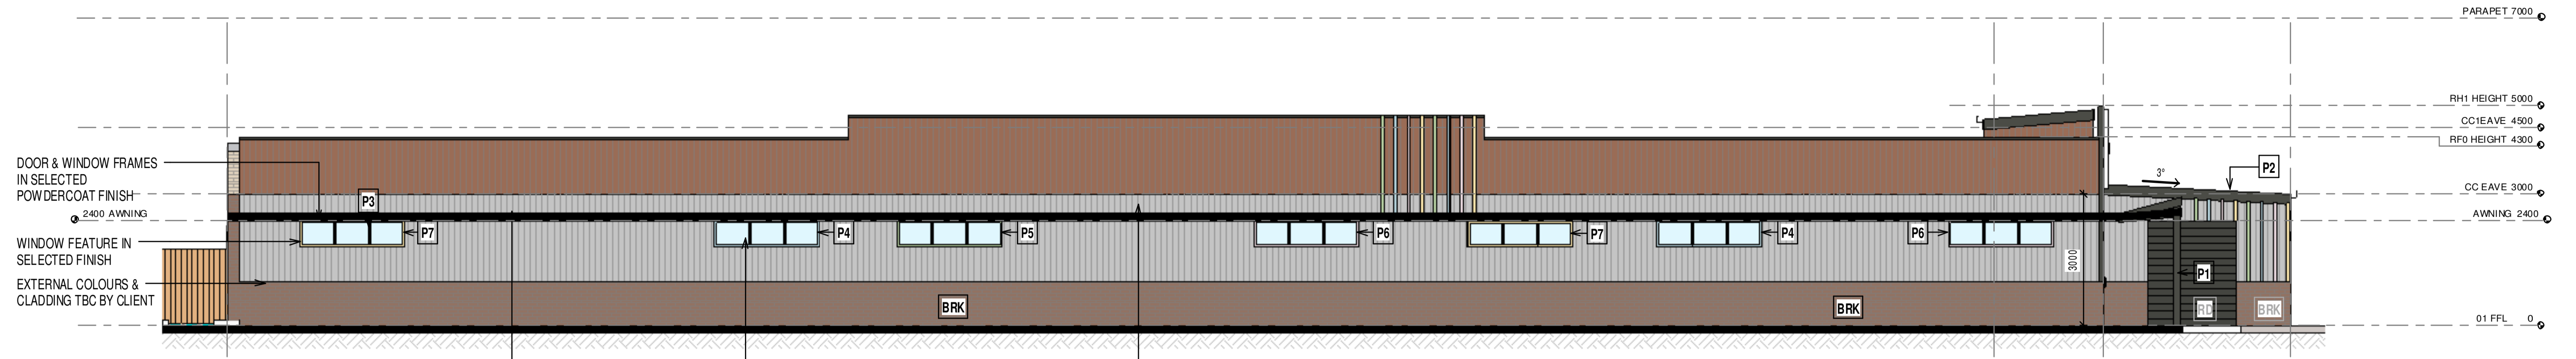 PARAPET 7000
RH1 HEIGHT 5000
CC1EAVE 4500
RF0 HEIGHT 4300
DOOR & WINDOW FRAMES
IN SELECTED
POWDERCOAT FINISH
P3
3°
P2
CC EAVE 3000
2400 AWNING
AWNING 2400
WINDOW FEATURE IN
SELECTED FINISH
P7
P4
P5
P6
P7
P4
P6
3000
P1
EXTERNAL COLOURS &
CLADDING TBC BY CLIENT
BRK
BRK
RD
BRK
01 FFL 0